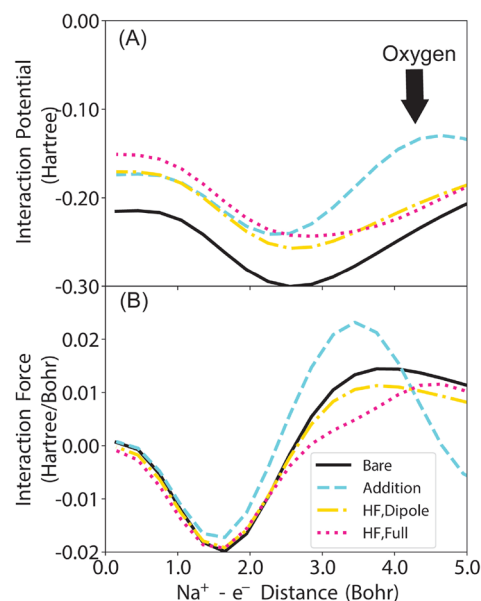 0.00
(A)
Oxygen
-0.10
-0.20
-0.30
Interaction Potential
(Hartree)
(B)
0.02
0.01
0.00
-0.01
-0.02
Interaction Force
(Hartree/Bohr)
Bare
Addition
HF,Dipole
HF,Full
0.0 1.0 2.0 3.0 4.0 5.0
Na⁺ - e⁻ Distance (Bohr)